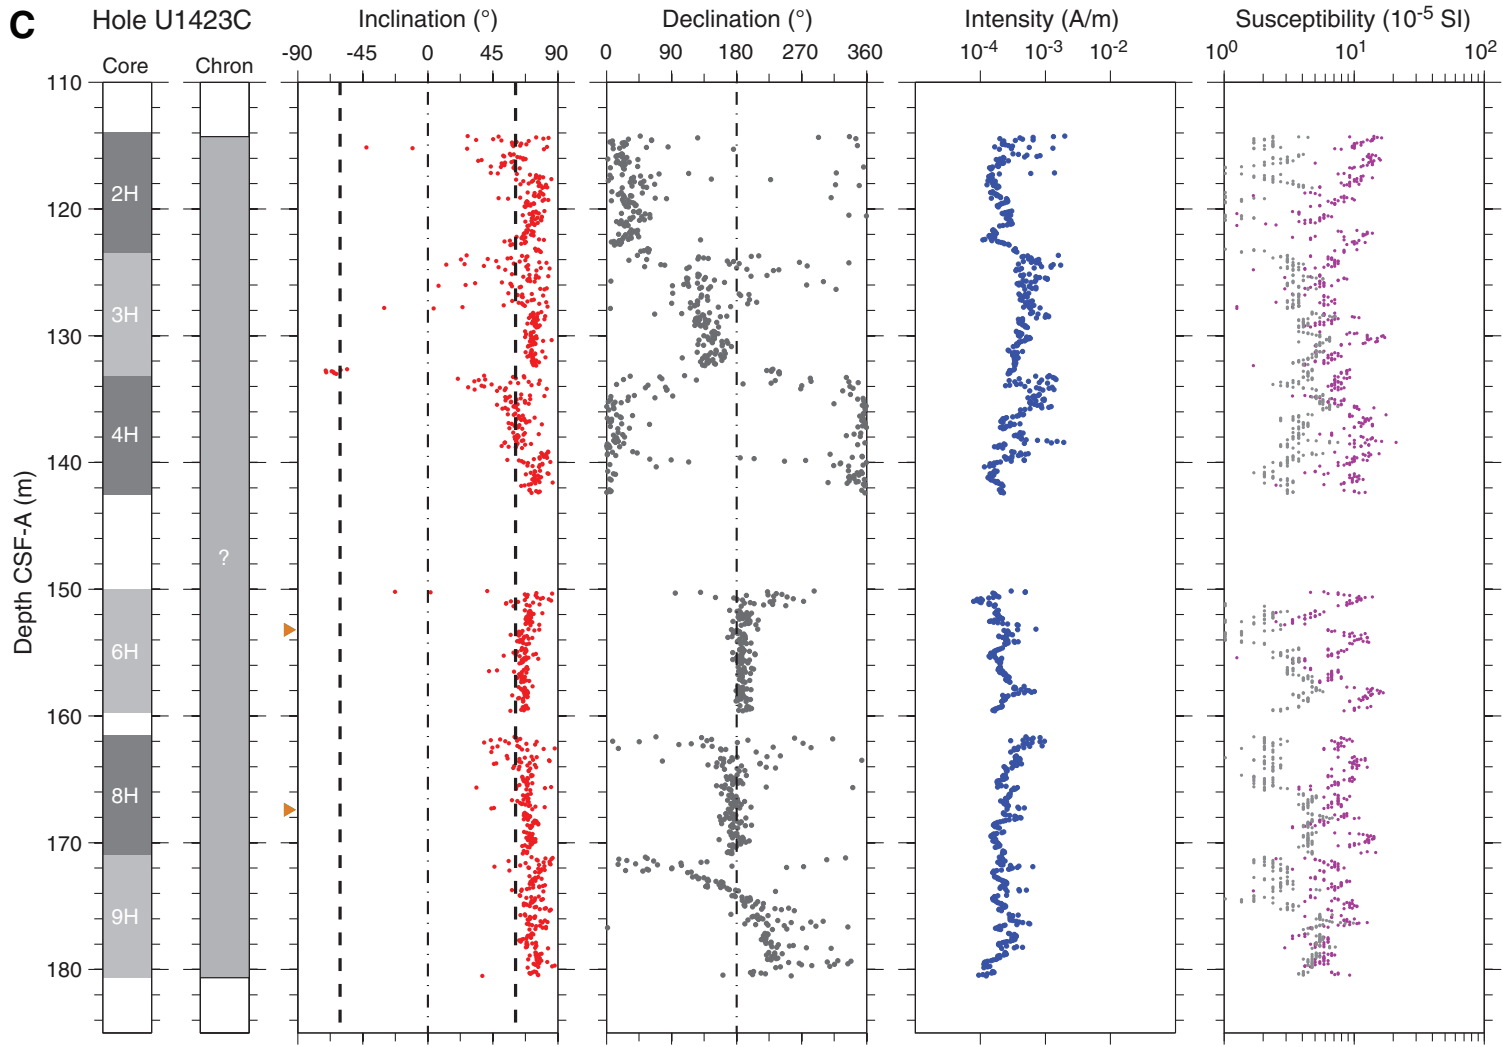 C Hole U1423C Inclination (°) Declination (°) Intensity (A/m) Susceptibility (10⁻⁵ SI)
Core Chron -90 -45 0 45 90 0 90 180 270 360 10⁻⁴ 10⁻³ 10⁻² 10⁰ 10¹ 10²
110
2H
120
3H
130
4H
140
Depth CSF-A (m)
?
150
6H
160
8H
170
9H
180